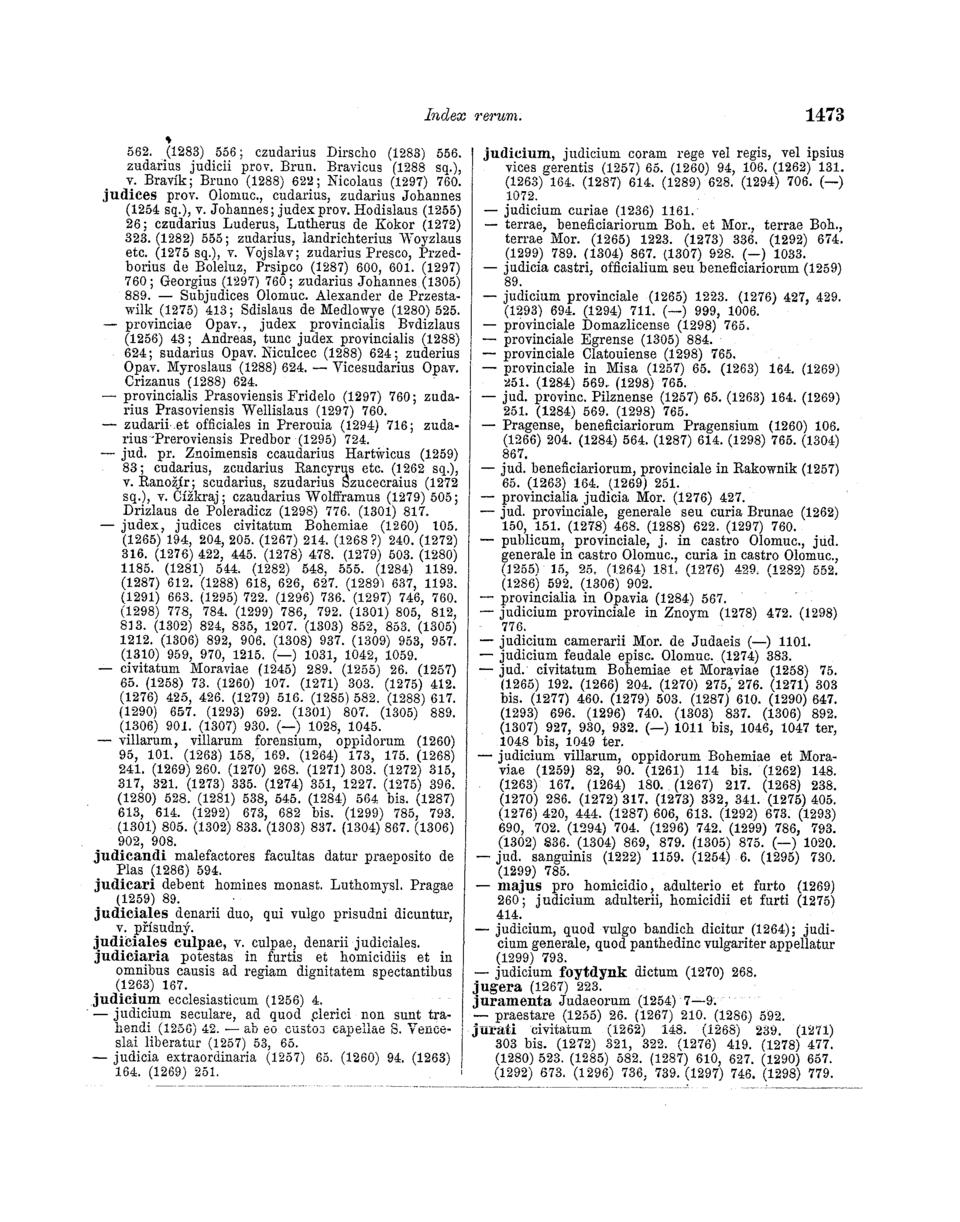 Index rerum.
1473
562. (1283) 556; czudarius Dirscho (1283) 556.
zudarius judicii prov. Brun. Bravicus (1288 sq.),
v. Bravík; Bruno (1288) 622; Nicolaus (1297) 760.
judices prov. Olomuc., cudarius, zudarius Johannes
(1254 sq.), v. Johannes; judex prov. Hodislaus (1255)
26; czudarius Luderus, Lutherus de Kokor (1272)
323. (1282) 555; zudarius, landrichterius Woyzlaus
etc. (1275 sq.), v. Vojslav; zudarius Presco, Przed-
borius de Boleluz, Prsipco (1287) 600, 601. (1297)
760; Georgius (1297) 760; zudarius Johannes (1305)
889. — Subjudices Olomuc. Alexander de Przesta-
wilk (1275) 413; Sdislaus de Medlowye (1280) 525.
— provinciae Opav., judex provincialis Bvdizlaus
(1256) 43; Andreas, tunc judex provincialis (1288)
624; sudarius Opav. Niculcec (1288) 624; zuderius
Opav. Myroslaus (1288) 624. — Vicesudarius Opav.
Crizanus (1288) 624.
— provincialis Prasoviensis Fridelo (1297) 760; zuda-
rius Prasoviensis Wellislaus (1297) 760.
— zudarii et officiales in Prerouia (1294) 716; zuda-
rius Preroviensis Predbor (1295) 724.
— jud. pr. Znoimensis ccaudarius Hartwicus (1259)
83; cudarius, zcudarius Rancyrus etc. (1262 sq.),
v. Ranožír; scudarius, szudarius Szucecraius (1272
sq.), v. Čížkraj; czaudarius Wolfframus (1279) 505;
Drizlaus de Poleradicz (1298) 776. (1301) 817.
— judex, judices civitatum Bohemiae (1260) 105.
(1265) 194, 204, 205. (1267) 214. (1268?) 240. (1272)
316. (1276) 422, 445. (1278) 478. (1279) 503. (1280)
1185. (1281) 544. (1282) 548, 555. (1284) 1189.
(1287) 612. (1288) 618, 626, 627. (1289) 637, 1193.
(1291) 663. (1295) 722. (1296) 736. (1297) 746, 760.
(1298) 778, 784. (1299) 786, 792. (1301) 805, 812,
813. (1302) 824, 835, 1207. (1303) 852, 853. (1305)
1212. (1306) 892, 906. (1308) 937. (1309) 953, 957.
(1310) 959, 970, 1215. (—) 1031, 1042, 1059.
— civitatum Moraviae (1245) 289. (1255) 26. (1257)
65. (1258) 73. (1260) 107. (1271) 303. (1275) 412.
(1276) 425, 426. (1279) 516. (1285) 582. (1288) 617.
(1290) 657. (1293) 692. (1301) 807. (1305) 889.
(1306) 901. (1307) 930. (—) 1028, 1045.
— villarum, villarum forensium, oppidorum (1260)
95, 101. (1263) 158, 169. (1264) 173, 175. (1268)
241. (1269) 260. (1270) 268. (1271) 303. (1272) 315,
317, 321. (1273) 335. (1274) 351, 1227. (1275) 396.
(1280) 528. (1281) 538, 545. (1284) 564 bis. (1287)
613, 614. (1292) 673, 682 bis. (1299) 785, 793.
(1301) 805. (1302) 833. (1303) 837. (1304) 867. (1306)
902, 908.
judicandi malefactores facultas datur praeposito de
Plas (1286) 594.
judicari debent homines monast. Luthomysl. Pragae
(1259) 89.
judiciales denarii duo, qui vulgo prisudni dicuntur,
v. přísudný.
judiciales culpae, v. culpae, denarii judiciales.
judiciaria potestas in furtis et homicidiis et in
omnibus causis ad regiam dignitatem spectantibus
(1263) 167.
judicium ecclesiasticum (1256) 4.
— judicium seculare, ad quod clerici non sunt tra-
hendi (1256) 42. — ab eo custos capellae S. Vence-
slai liberatur (1257) 53, 65.
— judicia extraordinaria (1257) 65. (1260) 94. (1263)
164. (1269) 251.
judicium, judicium coram rege vel regis, vel ipsius
vices gerentis (1257) 65. (1260) 94, 106. (1262) 131.
(1263) 164. (1287) 614. (1289) 628. (1294) 706. (—)
1072.
— judicium curiae (1236) 1161.
— terrae, beneficiariorum Boh. et Mor., terrae Boh.,
terrae Mor. (1265) 1223. (1273) 336. (1292) 674.
(1299) 789. (1304) 867. (1307) 928. (—) 1033.
— judicia castri, officialium seu beneficiariorum (1259)
89.
— judicium provinciale (1265) 1223. (1276) 427, 429.
(1293) 694. (1294) 711. (—) 999, 1006.
— provinciale Domazlicense (1298) 765.
— provinciale Egrense (1305) 884.
— provinciale Clatouiense (1298) 765.
— provinciale in Misa (1257) 65. (1263) 164. (1269)
251. (1284) 569. (1298) 765.
— jud. provinc. Pilznense (1257) 65. (1263) 164. (1269)
251. (1284) 569. (1298) 765.
— Pragense, beneficiariorum Pragensium (1260) 106.
(1266) 204. (1284) 564. (1287) 614. (1298) 765. (1304)
867.
— jud. beneficiariorum, provinciale in Rakownik (1257)
65. (1263) 164. (1269) 251.
— provincialia judicia Mor. (1276) 427.
— jud. provinciale, generale seu curia Brunae (1262)
150, 151. (1278) 468. (1288) 622. (1297) 760.
— publicum, provinciale, j. in castro Olomuc., jud.
generale in castro Olomuc., curia in castro Olomuc.,
(1255) 15, 25. (1264) 181. (1276) 429. (1282) 552.
(1286) 592. (1306) 902.
— provincialia in Opavia (1284) 567.
— judicium provinciale in Znoym (1278) 472. (1298)
776.
— judicium camerarii Mor. de Judaeis (—) 1101.
— judicium feudale episc. Olomuc. (1274) 383.
— jud. civitatum Bohemiae et Moraviae (1258) 75.
(1265) 192. (1266) 204. (1270) 275, 276. (1271) 303
bis. (1277) 460. (1279) 503. (1287) 610. (1290) 647.
(1293) 696. (1296) 740. (1303) 837. (1306) 892.
(1307) 927, 930, 932. (—) 1011 bis, 1046, 1047 ter,
1048 bis, 1049 ter.
— judicium villarum, oppidorum Bohemiae et Mora-
viae (1259) 82, 90. (1261) 114 bis. (1262) 148.
(1263) 167. (1264) 180. (1267) 217. (1268) 238.
(1270) 286. (1272) 317. (1273) 332, 341. (1275) 405.
(1276) 420, 444. (1287) 606, 613. (1292) 673. (1293)
690, 702. (1294) 704. (1296) 742. (1299) 786, 793.
(1302) 836. (1304) 869, 879. (1305) 875. (—) 1020.
— jud. sanguinis (1222) 1159. (1254) 6. (1295) 730.
(1299) 785.
— majus pro homicidio, adulterio et furto (1269)
260; judicium adulterii, homicidii et furti (1275)
414.
— judicium, quod vulgo bandich dicitur (1264); judi-
cium generale, quod panthedinc vulgariter appellatur
(1299) 793.
— judicium foytdynk dictum (1270) 268.
jugera (1267) 223.
juramenta Judaeorum (1254) 7—9.
— praestare (1255) 26. (1267) 210. (1286) 592.
jurati civitatum (1262) 148. (1268) 239. (1271)
303 bis. (1272) 321, 322. (1276) 419. (1278) 477.
(1280) 523. (1285) 582. (1287) 610, 627. (1290) 657.
(1292) 673. (1296) 736, 739. (1297) 746. (1298) 779.